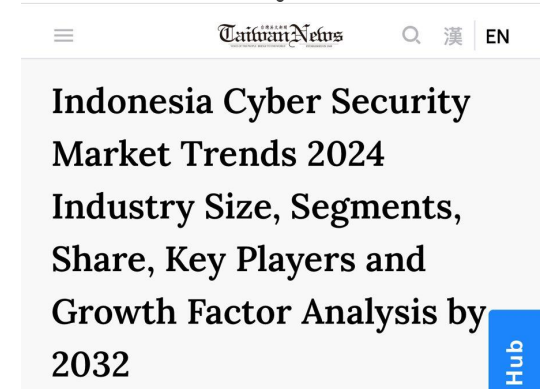 Taiwan News
漢 EN
Indonesia Cyber Security
Market Trends 2024
Industry Size, Segments,
Share, Key Players and
Growth Factor Analysis by
2032
Hub